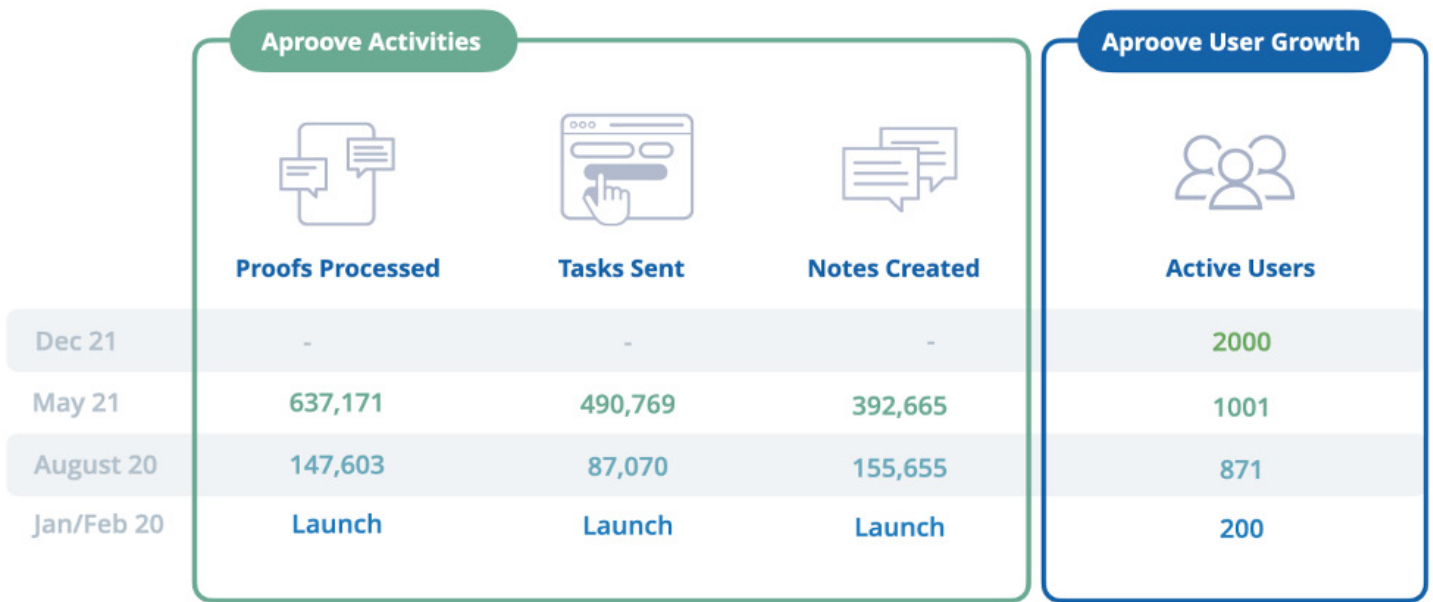 Aproove Activities Aproove User Growth
Proofs Processed Tasks Sent Notes Created Active Users
Dec 21 - - - 2000
May 21 637,171 490,769 392,665 1001
August 20 147,603 87,070 155,655 871
Jan/Feb 20 Launch Launch Launch 200